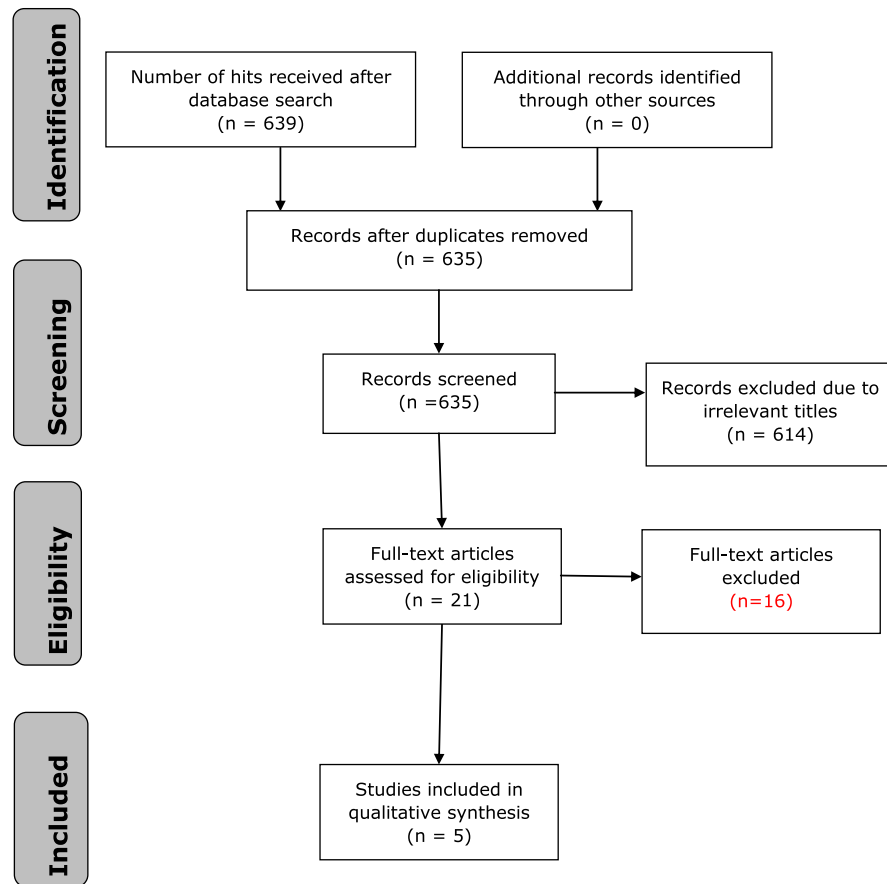 Identification
Number of hits received after
database search
(n = 639)
Additional records identified
through other sources
(n = 0)
Records after duplicates removed
(n = 635)
Screening
Records screened
(n =635)
Records excluded due to
irrelevant titles
(n = 614)
Eligibility
Full-text articles
assessed for eligibility
(n = 21)
Full-text articles
excluded
(n=16)
Included
Studies included in
qualitative synthesis
(n = 5)